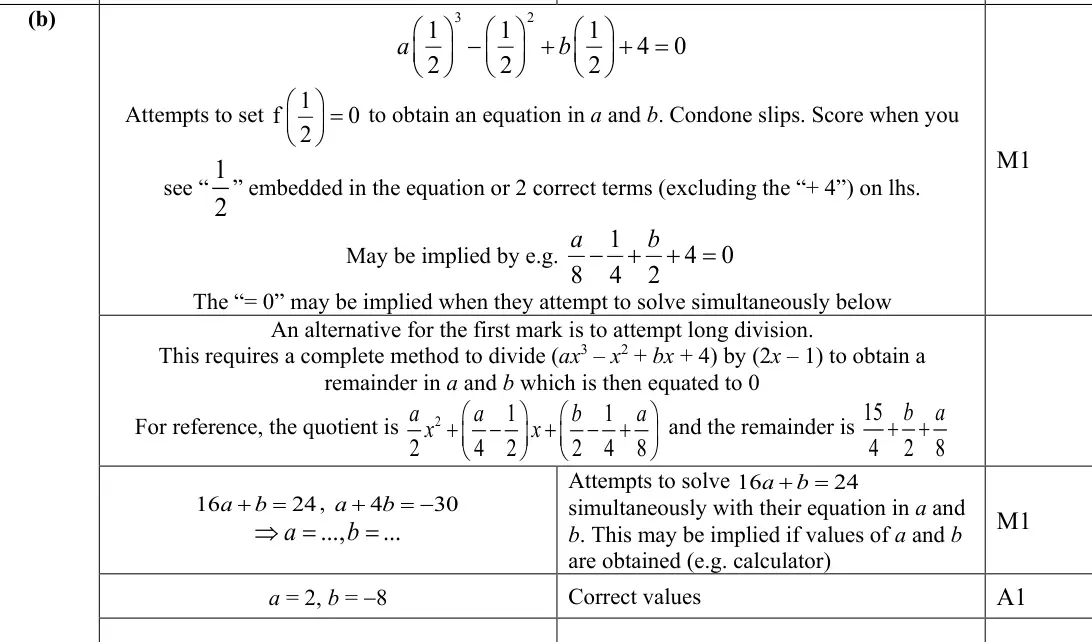 (b)
a(1/2)³ − (1/2)² + b(1/2) + 4 = 0
Attempts to set f(1/2) = 0 to obtain an equation in a and b. Condone slips. Score when you
see “1/2” embedded in the equation or 2 correct terms (excluding the “+ 4”) on lhs.
May be implied by e.g. a/8 − 1/4 + b/2 + 4 = 0
The “= 0” may be implied when they attempt to solve simultaneously below
M1
An alternative for the first mark is to attempt long division.
This requires a complete method to divide (ax³ – x² + bx + 4) by (2x – 1) to obtain a
remainder in a and b which is then equated to 0
For reference, the quotient is a/2 x² + (a/4 − 1/2)x + (b/2 − 1/4 + a/8) and the remainder is 15/4 + b/2 + a/8
16a + b = 24 , a + 4b = −30
⇒ a = ..., b = ...
Attempts to solve 16a + b = 24
simultaneously with their equation in a and
b. This may be implied if values of a and b
are obtained (e.g. calculator)
M1
a = 2, b = –8
Correct values
A1